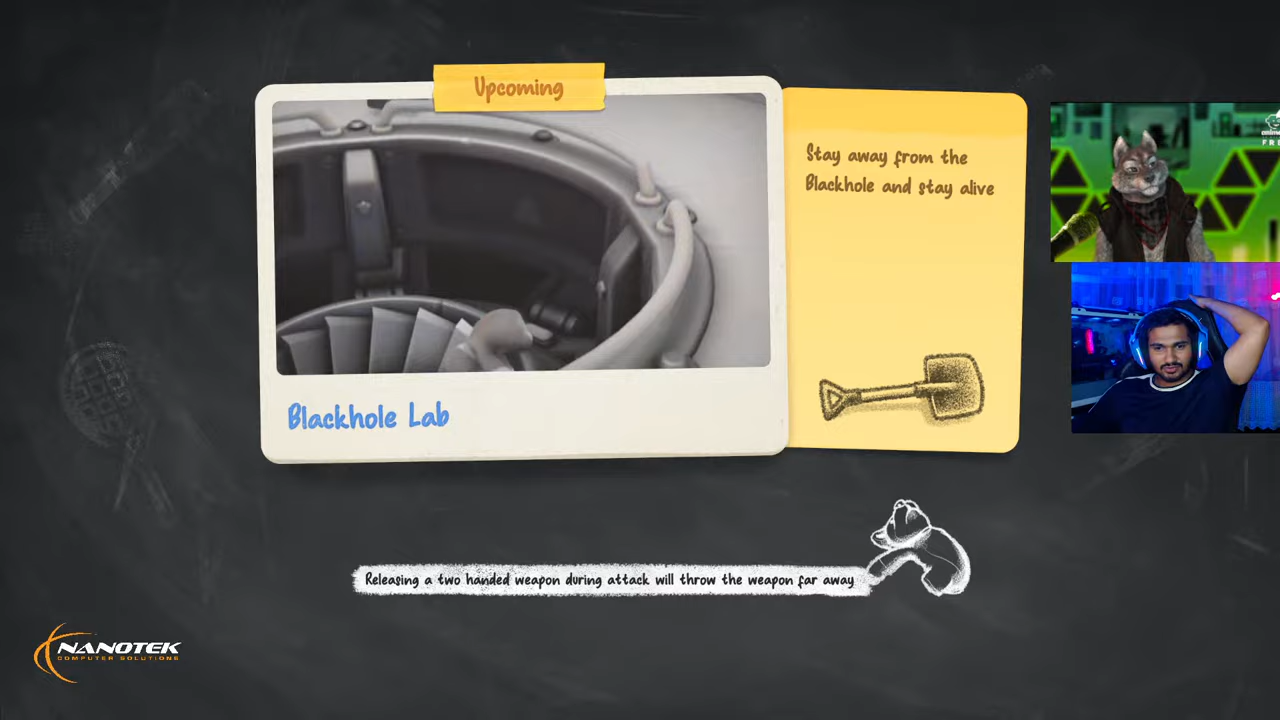 Upcoming
Stay away from the
Blackhole and stay alive
Blackhole Lab
Releasing a two handed weapon during attack will throw the weapon far away
NANOTEK
COMPUTER SOLUTIONS